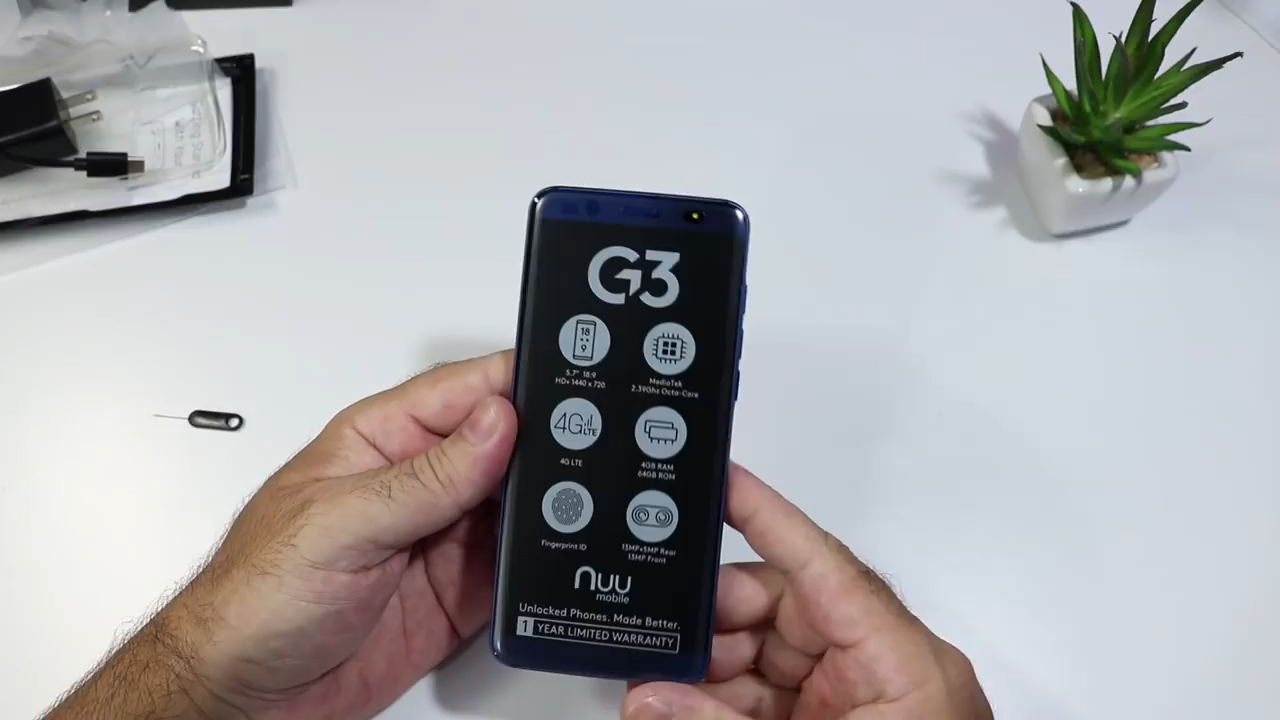 G3
18
9
5.7" 18:9
HD+ 1440 x 720
MediaTek
2.39Ghz Octa-Core
4G LTE
4G LTE
4GB RAM
64GB ROM
Fingerprint ID
13MP+5MP Rear
13MP Front
nuu
mobile
Unlocked Phones. Made Better.
1 YEAR LIMITED WARRANTY